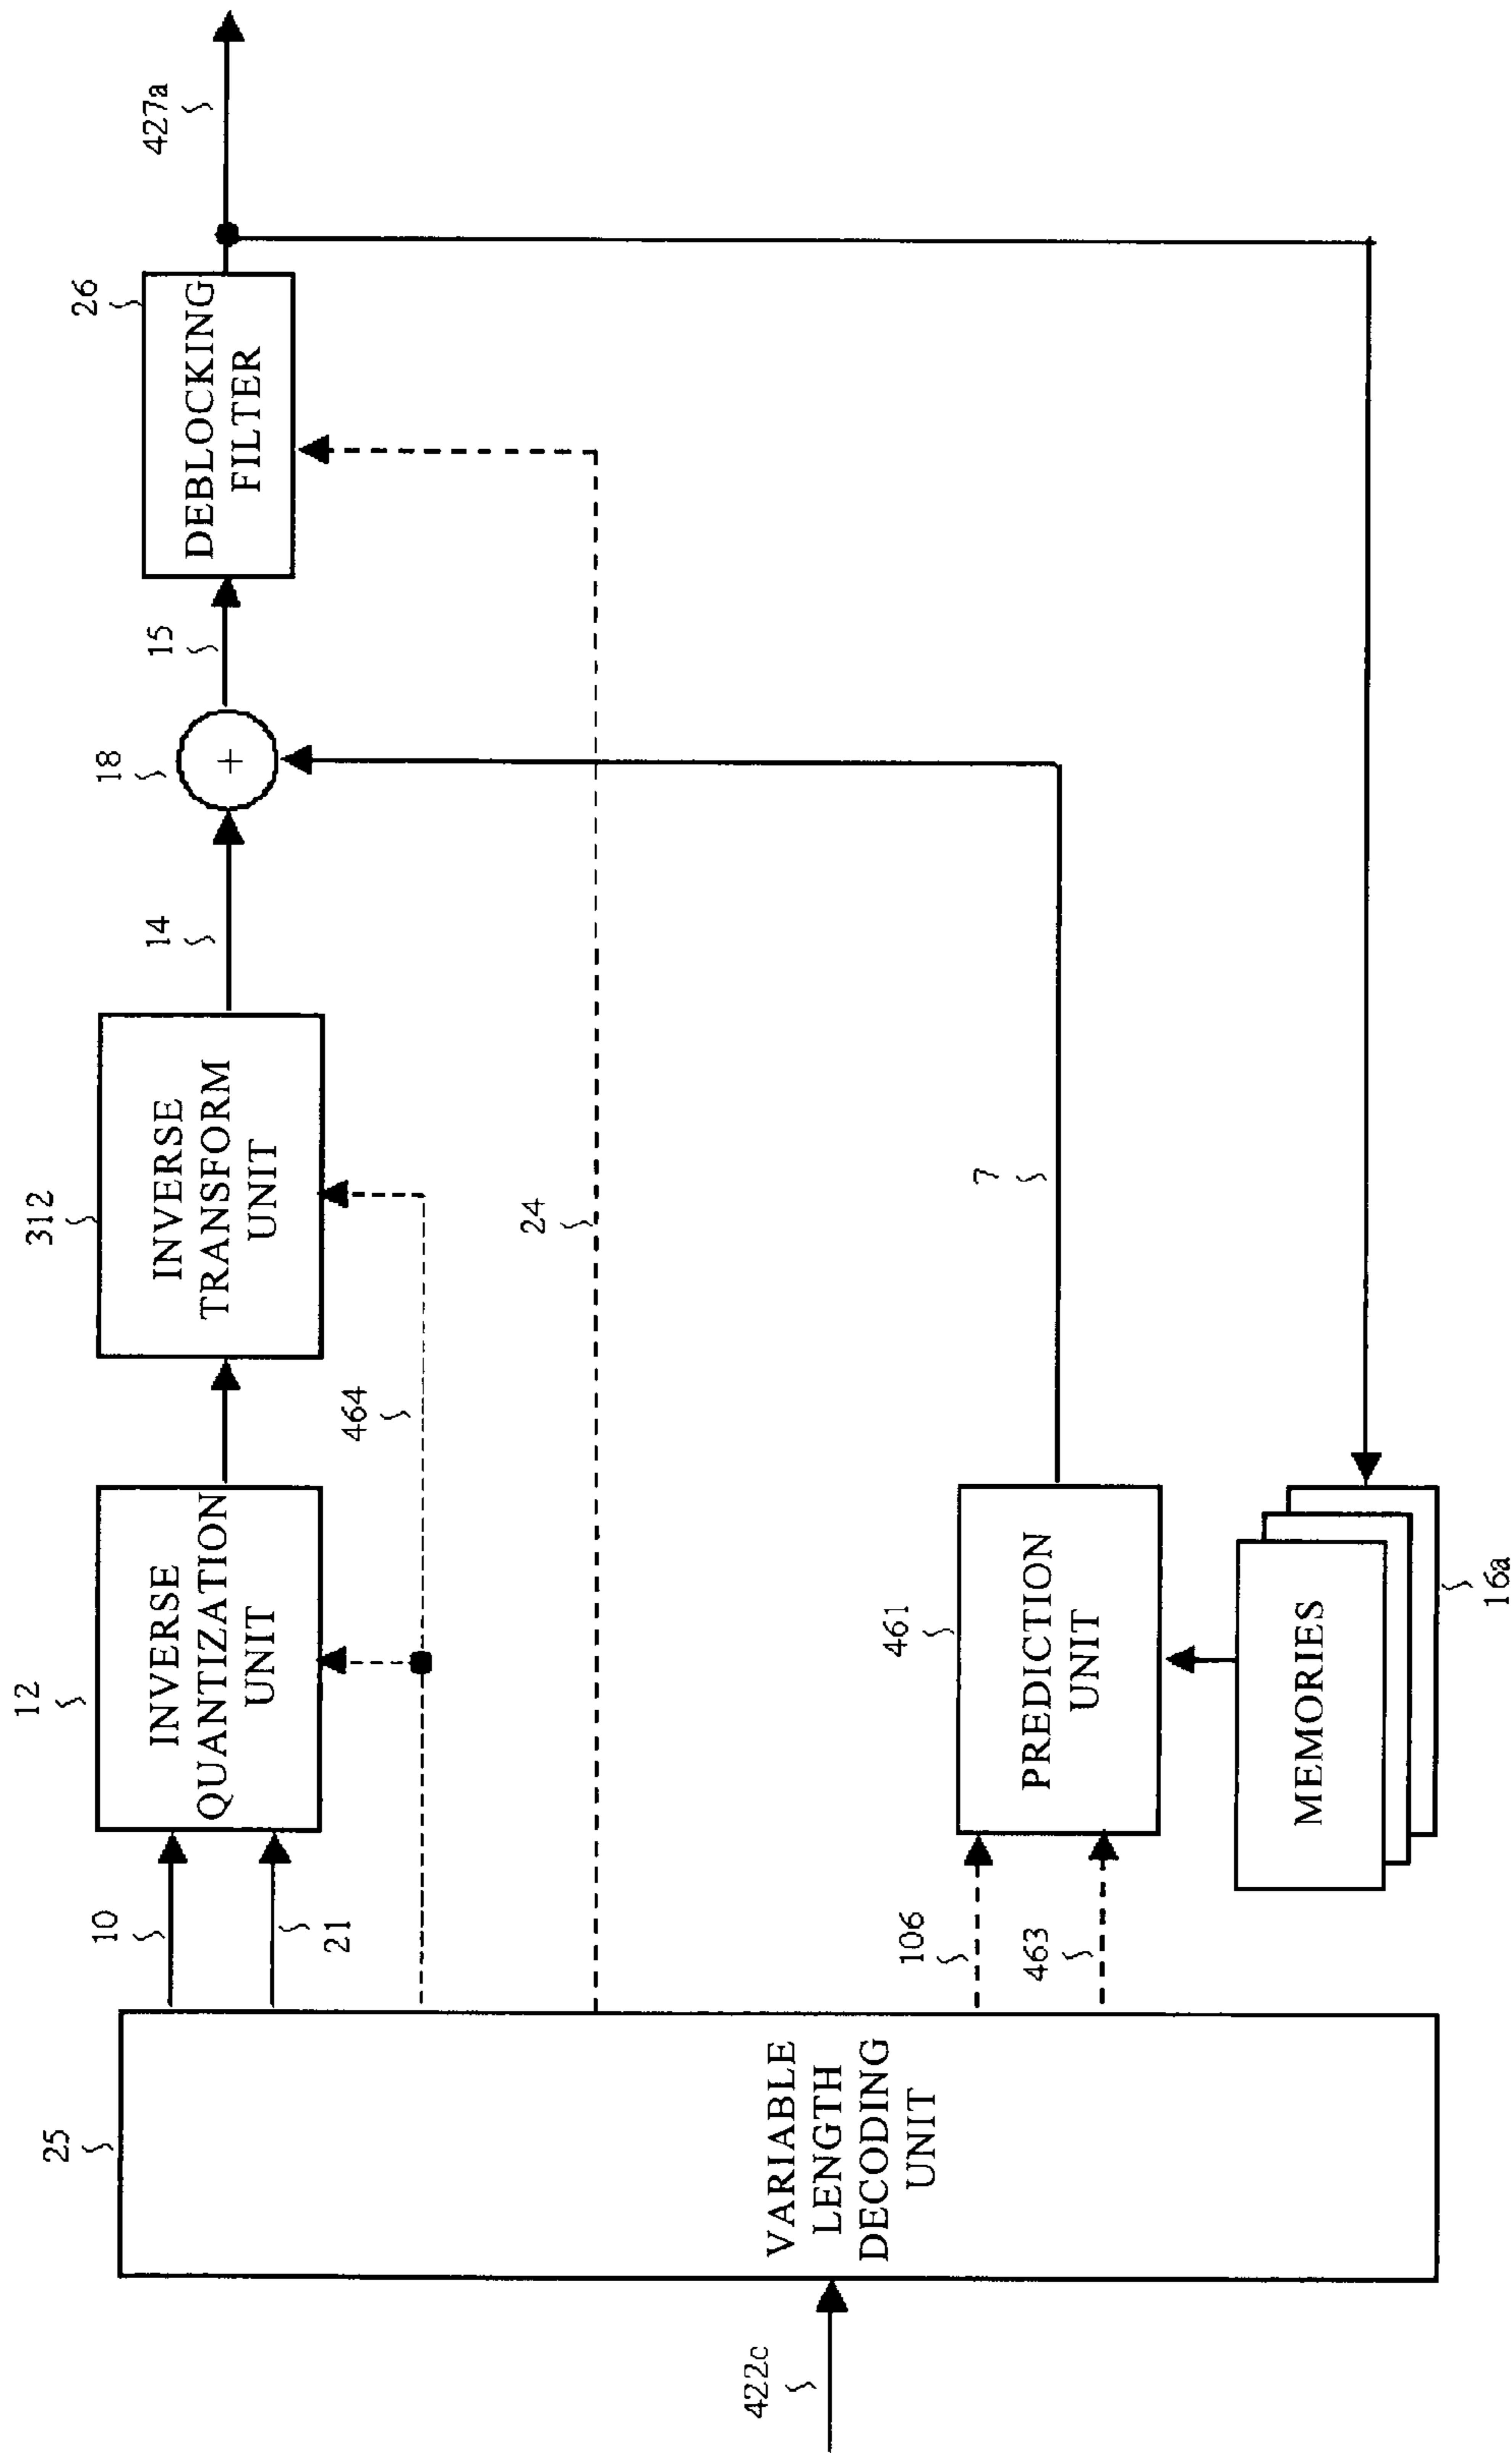 422c
25
VARIABLE
LENGTH
DECODING
UNIT
10
21
12
INVERSE
QUANTIZATION
UNIT
464
312
INVERSE
TRANSFORM
UNIT
14
18
+
15
26
DEBLOCKING
FILTER
427a
24
106
463
461
PREDICTION
UNIT
7
MEMORIES
16a